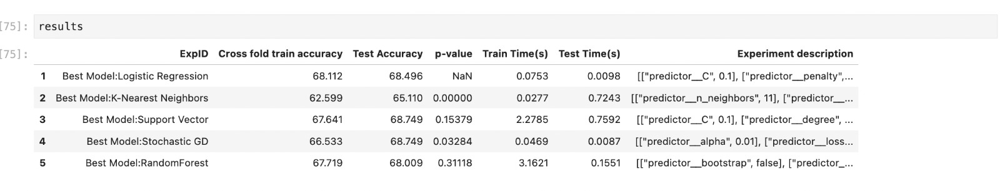 [75]: results
[75]: ExpID Cross fold train accuracy Test Accuracy p-value Train Time(s) Test Time(s) Experiment description
1 Best Model:Logistic Regression 68.112 68.496 NaN 0.0753 0.0098 [["predictor__C", 0.1], ["predictor__penalty",...
2 Best Model:K-Nearest Neighbors 62.599 65.110 0.00000 0.0277 0.7243 [["predictor__n_neighbors", 11], ["predictor__...
3 Best Model:Support Vector 67.641 68.749 0.15379 2.2785 0.7592 [["predictor__C", 0.1], ["predictor__degree", ...
4 Best Model:Stochastic GD 66.533 68.749 0.03284 0.0469 0.0087 [["predictor__alpha", 0.01], ["predictor__loss...
5 Best Model:RandomForest 67.719 68.009 0.31118 3.1621 0.1551 [["predictor__bootstrap", false], ["predictor_...